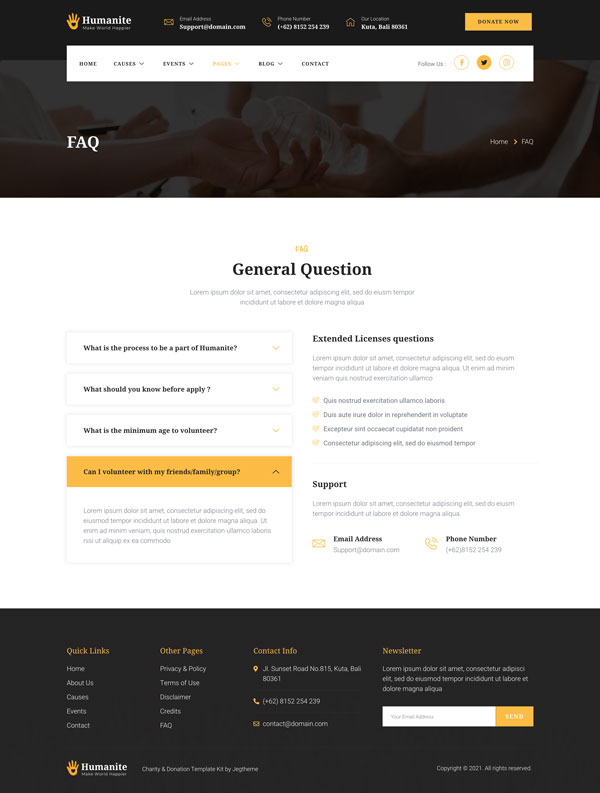 Humanite
Make World Happier
Email Address
Support@domain.com
Phone Number
(+62) 8152 254 239
Our Location
Kuta, Bali 80361
DONATE NOW
HOME CAUSES EVENTS PAGES BLOG CONTACT
Follow Us :
FAQ
Home FAQ
FAQ
General Question
Lorem ipsum dolor sit amet, consectetur adipiscing elit, sed do eiusm tempor
incididunt ut labore et dolore magna aliqua
What is the process to be a part of Humanite?
What should you know before apply ?
What is the minimum age to volunteer?
Can I volunteer with my friends/family/group?
Lorem ipsum dolor sit amet, consectetur adipiscing elit, sed do
eiusmod tempor incididunt ut labore et dolore magna aliqua. Ut
enim ad minim veniam, quis nostrud exercitation ullamco laboris
nisi ut aliquip ex ea commodo
Extended Licenses questions
Lorem ipsum dolor sit amet, consectetur adipiscing elit, sed do eiusmod
tempor incididunt ut labore et dolore magna aliqua. Ut enim ad minim
veniam quis nostrud exercitation ullamco
Quis nostrud exercitation ullamco laboris
Duis aute irure dolor in reprehenderit in voluptate
Excepteur sint occaecat cupidatat non proident
Consectetur adipiscing elit, sed do eiusmod tempor
Support
Lorem ipsum dolor sit amet, consectetur adipiscing elit, sed do eiusmod
tempor incididunt ut labore et dolore magna aliqua.
Email Address
Support@domain.com
Phone Number
(+62)8152 254 239
Quick Links
Home
About Us
Causes
Events
Contact
Other Pages
Privacy & Policy
Terms of Use
Disclaimer
Credits
FAQ
Contact Info
Jl. Sunset Road No.815, Kuta, Bali
80361
(+62) 8152 254 239
contact@domain.com
Newsletter
Lorem ipsum dolor sit amet, consectetur adipisci
elit, sed do eiusmod tempor incididunt ut labore et
dolore magna aliqua
Your Email Address
SEND
Humanite
Make World Happier
Charity & Donation Template Kit by Jegtheme
Copyright © 2021. All rights reserved.